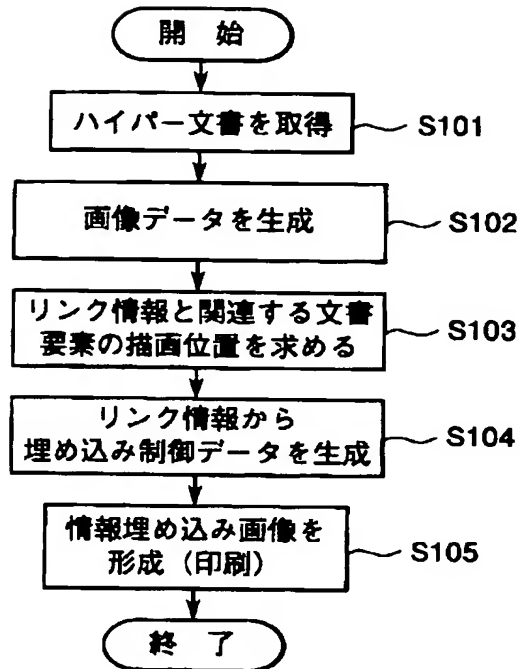 開 始
ハイパー文書を取得
S101
画像データを生成
S102
リンク情報と関連する文書
要素の描画位置を求める
S103
リンク情報から
埋め込み制御データを生成
S104
情報埋め込み画像を
形成（印刷）
S105
終 了